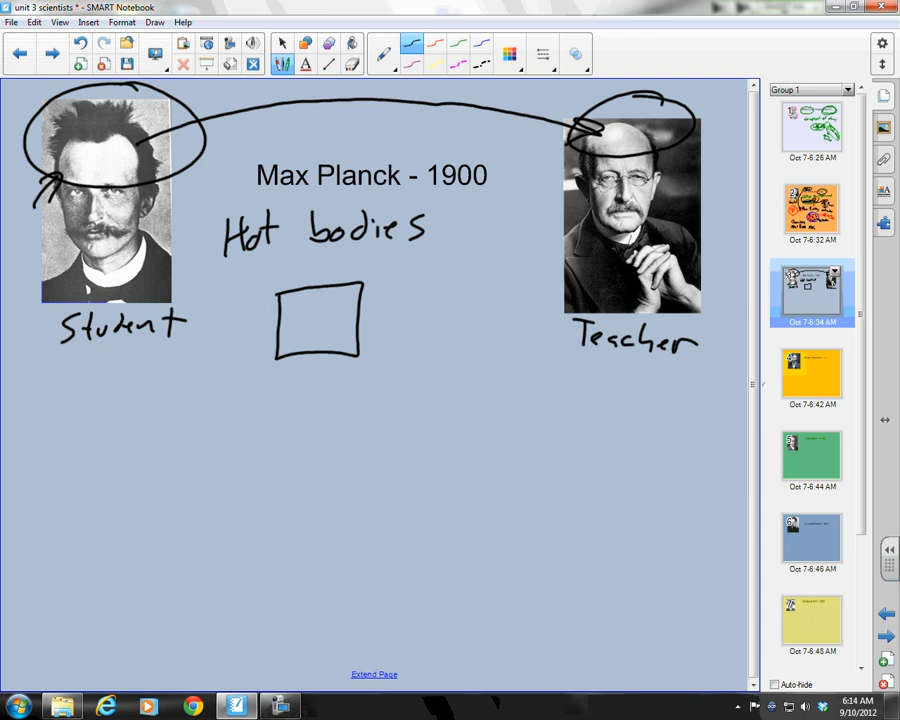 unit 3 scientists * - SMART Notebook
File Edit View Insert Format Draw Help
Group 1
Oct 7-6:26 AM
Oct 7-6:32 AM
Oct 7-6:34 AM
Oct 7-6:42 AM
Oct 7-6:44 AM
Oct 7-6:46 AM
Oct 7-6:48 AM
Max Planck - 1900
Hot bodies
Student
Teacher
Extend Page
Auto-hide
6:14 AM
9/10/2012